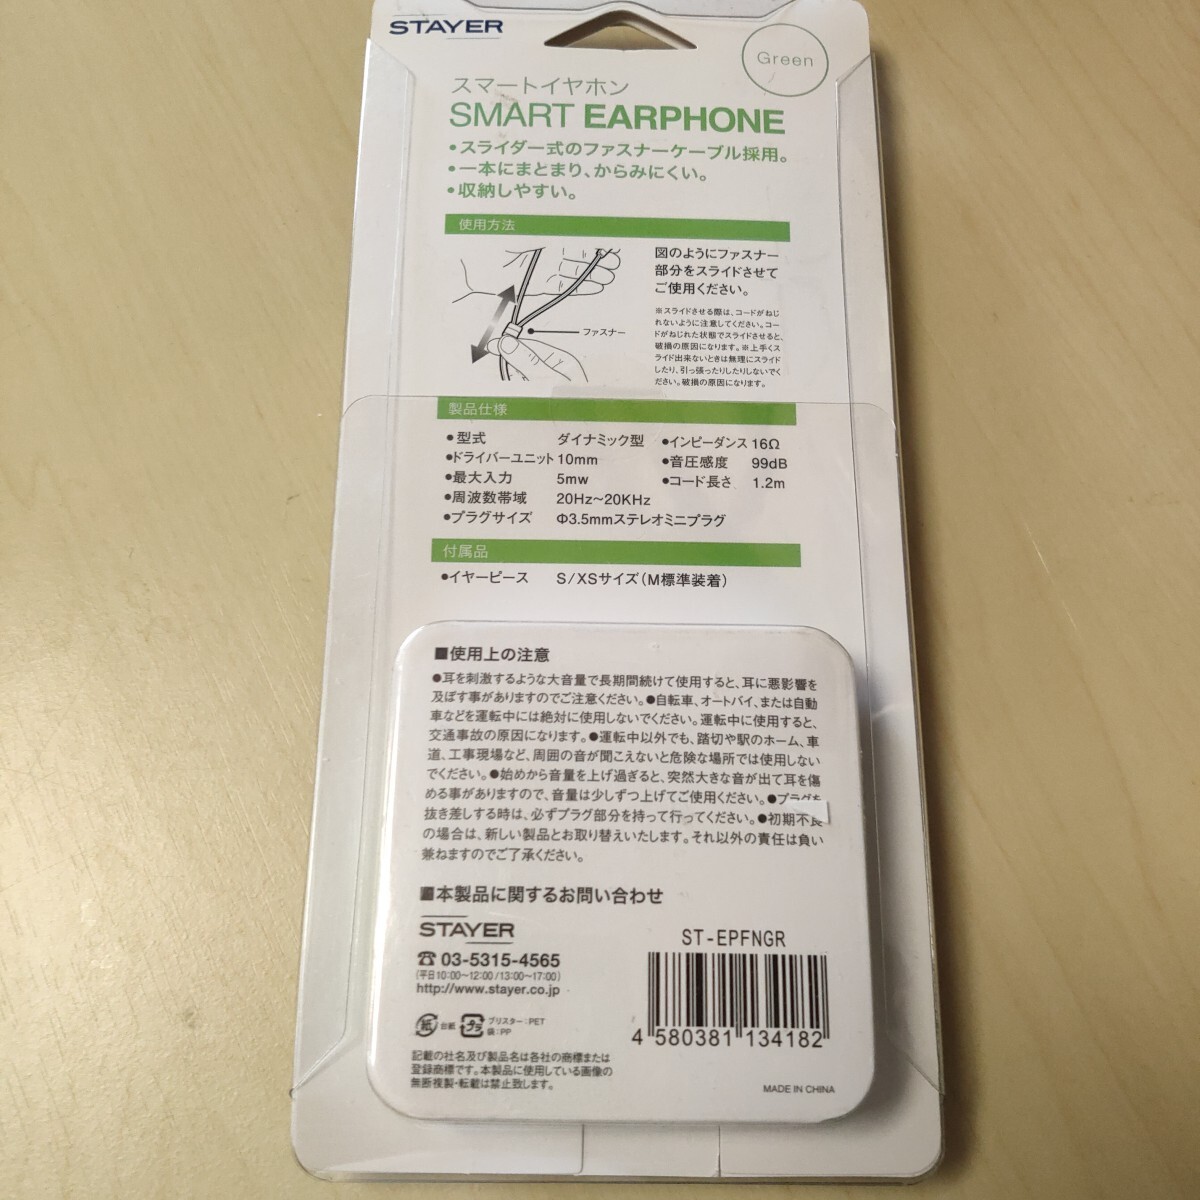 STAYER
Green
スマートイヤホン
SMART EARPHONE
・スライダー式のファスナーケーブル採用。
・一本にまとまり、からみにくい。
・収納しやすい。
使用方法
図のようにファスナー
部分をスライドさせて
ご使用ください。
ファスナー
※スライドさせる際は、コードがねじ
れないように注意してください。コー
ドがねじれた状態でスライドさせると、
破損の原因になります。※上手くス
ライド出来ないときは無理にスライド
したり、引っ張ったりしたりしないでく
ださい。破損の原因になります。
製品仕様
●型式 ダイナミック型 ●インピーダンス 16Ω
●ドライバーユニット 10mm ●音圧感度 99dB
●最大入力 5mw ●コード長さ 1.2m
●周波数帯域 20Hz〜20KHz
●プラグサイズ Φ3.5mmステレオミニプラグ
付属品
●イヤーピース S/XSサイズ(M標準装着)
■使用上の注意
●耳を刺激するような大音量で長期間続けて使用すると、耳に悪影響を
及ぼす事がありますのでご注意ください。●自転車、オートバイ、または自動
車などを運転中には絶対に使用しないでください。運転中に使用すると、
交通事故の原因になります。●運転中以外でも、踏切や駅のホーム、車
道、工事現場など、周囲の音が聞こえないと危険な場所では使用しない
でください。●始めから音量を上げ過ぎると、突然大きな音が出て耳を傷
める事がありますので、音量は少しずつ上げてご使用ください。●プラグを
抜き差しする時は、必ずプラグ部分を持って行ってください。●初期不良
の場合は、新しい製品とお取り替えいたします。それ以外の責任は負い
兼ねますのでご了承ください。
■本製品に関するお問い合わせ
STAYER
☎03-5315-4565
(平日10:00〜12:00/13:00〜17:00)
http://www.stayer.co.jp
紙 台紙 プラ ブリスター:PET
袋:PP
記載の社名及び製品名は各社の商標または
登録商標です。本製品に使用している画像の
無断複製・転載は禁止致します。
ST-EPFNGR
4 580381 134182
MADE IN CHINA